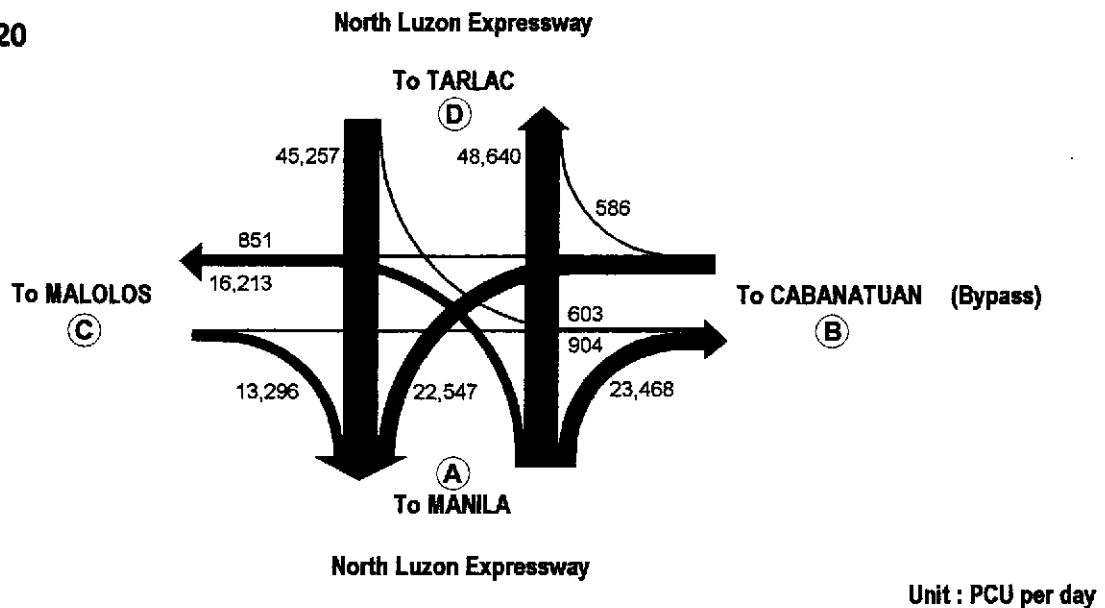 20
North Luzon Expressway
To TARLAC
D
45,257
48,640
586
851
16,213
To MALOLOS
C
603
904
To CABANATUAN (Bypass)
B
13,296
22,547
23,468
A
To MANILA
North Luzon Expressway
Unit : PCU per day